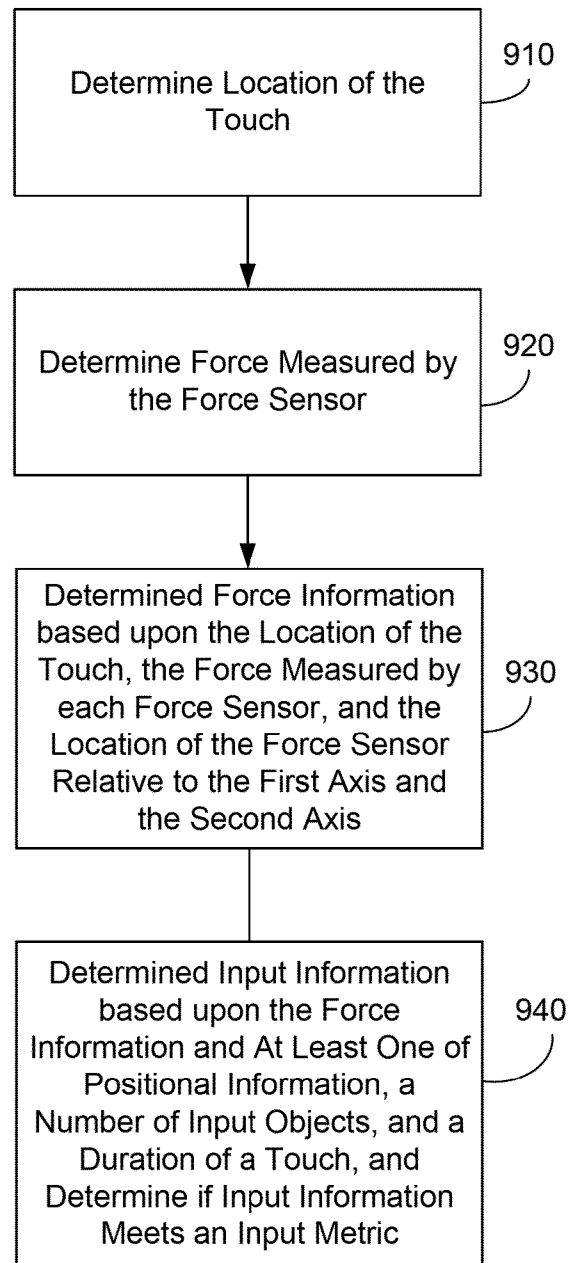 Determine Location of the
Touch
910
Determine Force Measured by
the Force Sensor
920
Determined Force Information
based upon the Location of the
Touch, the Force Measured by
each Force Sensor, and the
Location of the Force Sensor
Relative to the First Axis and
the Second Axis
930
Determined Input Information
based upon the Force
Information and At Least One of
Positional Information, a
Number of Input Objects, and a
Duration of a Touch, and
Determine if Input Information
Meets an Input Metric
940